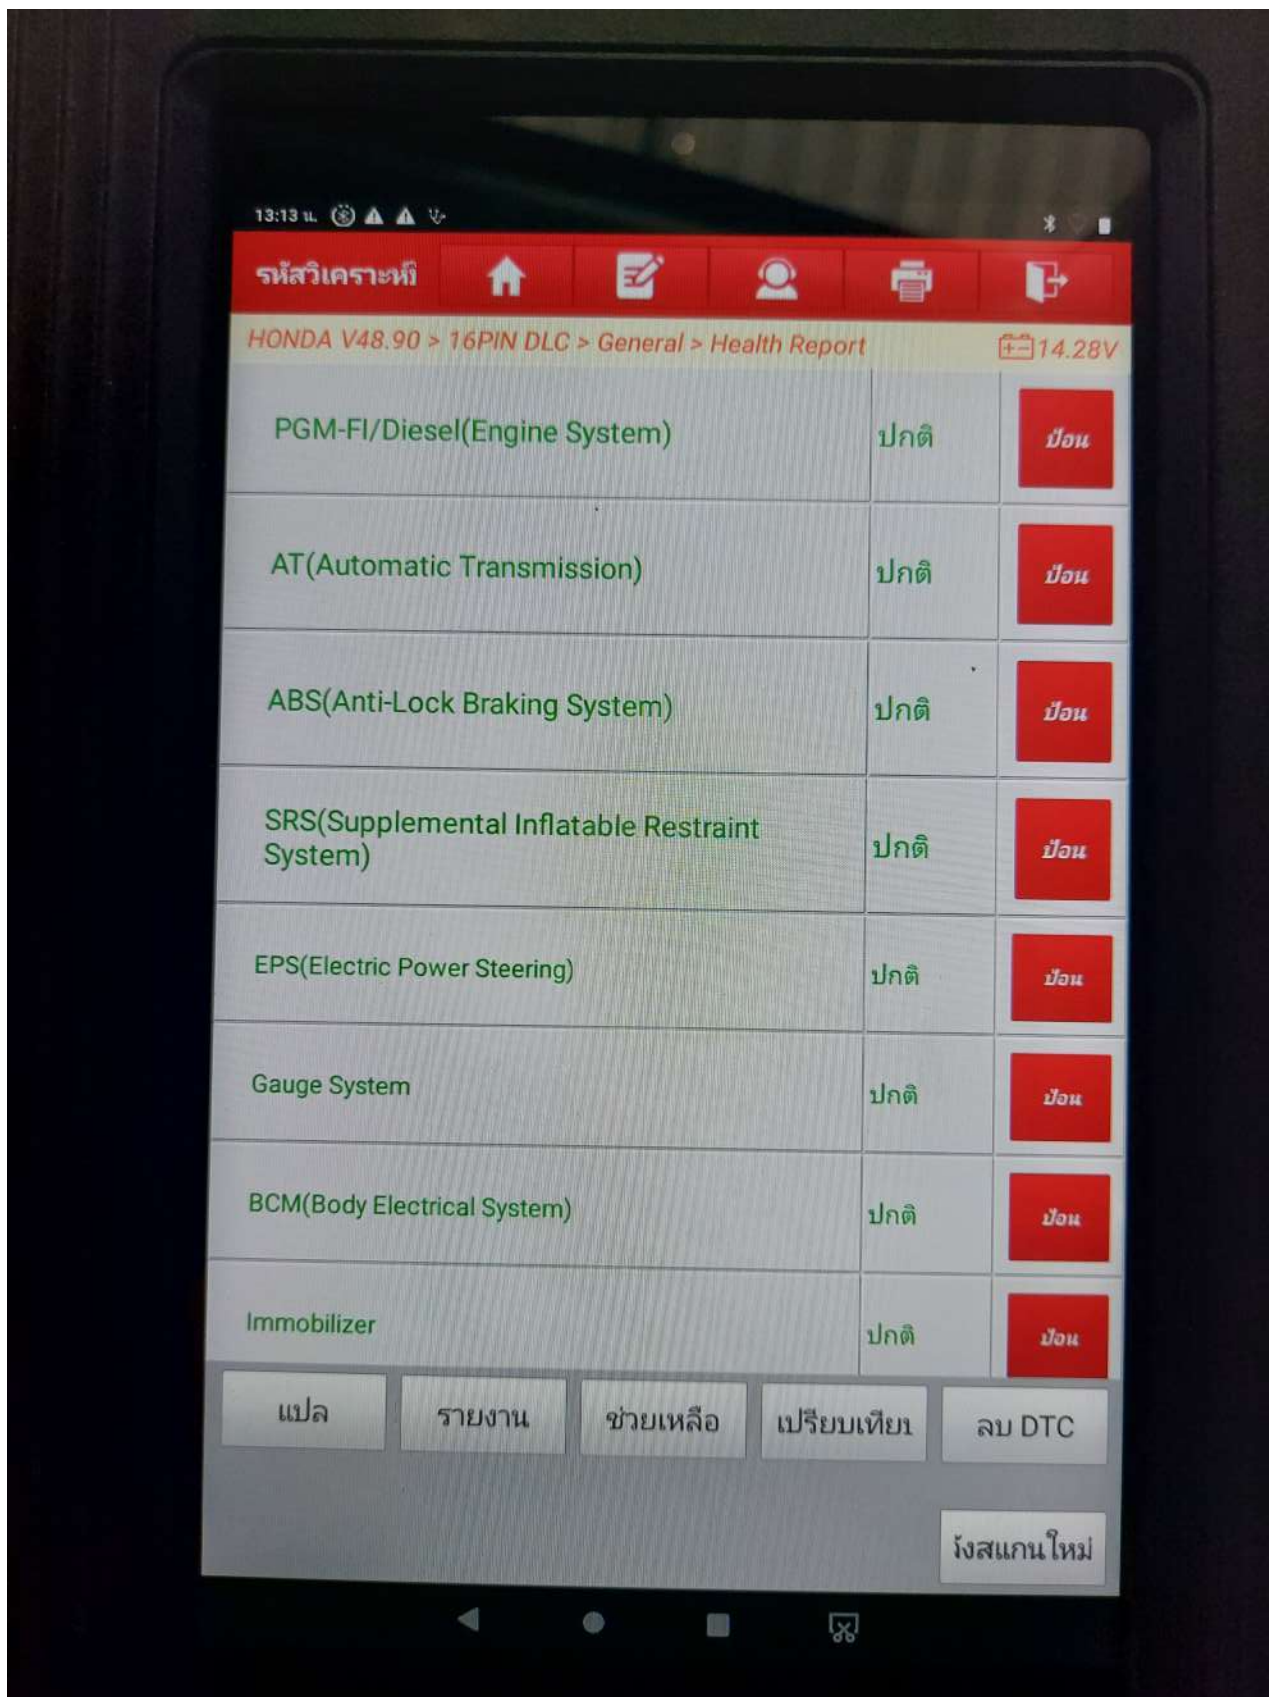 13:13 น.
รหัสวิเคราะห์
HONDA V48.90 > 16PIN DLC > General > Health Report 14.28V
PGM-FI/Diesel(Engine System) ปกติ ป้อน
AT(Automatic Transmission) ปกติ ป้อน
ABS(Anti-Lock Braking System) ปกติ ป้อน
SRS(Supplemental Inflatable Restraint
System) ปกติ ป้อน
EPS(Electric Power Steering) ปกติ ป้อน
Gauge System ปกติ ป้อน
BCM(Body Electrical System) ปกติ ป้อน
Immobilizer ปกติ ป้อน
แปล รายงาน ช่วยเหลือ เปรียบเทียบ ลบ DTC
สแกนใหม่